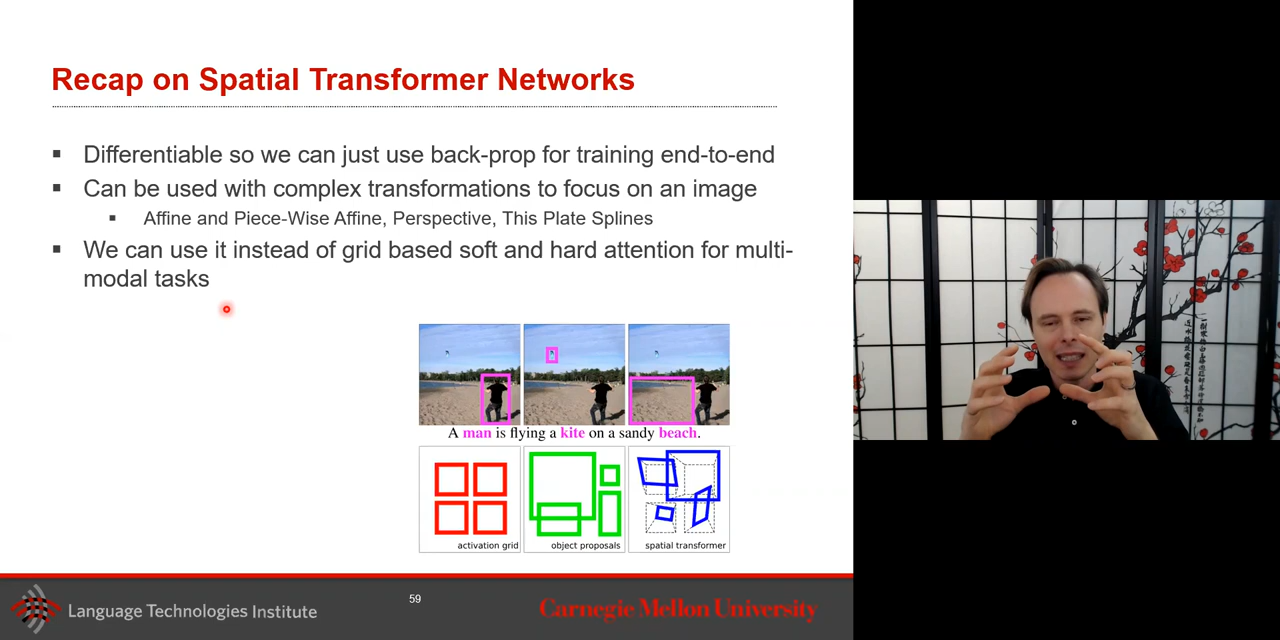 Recap on Spatial Transformer Networks
Differentiable so we can just use back-prop for training end-to-end
Can be used with complex transformations to focus on an image
Affine and Piece-Wise Affine, Perspective, This Plate Splines
We can use it instead of grid based soft and hard attention for multi-
modal tasks
A man is flying a kite on a sandy beach.
activation grid
object proposals
spatial transformer
Language Technologies Institute
59
Carnegie Mellon University